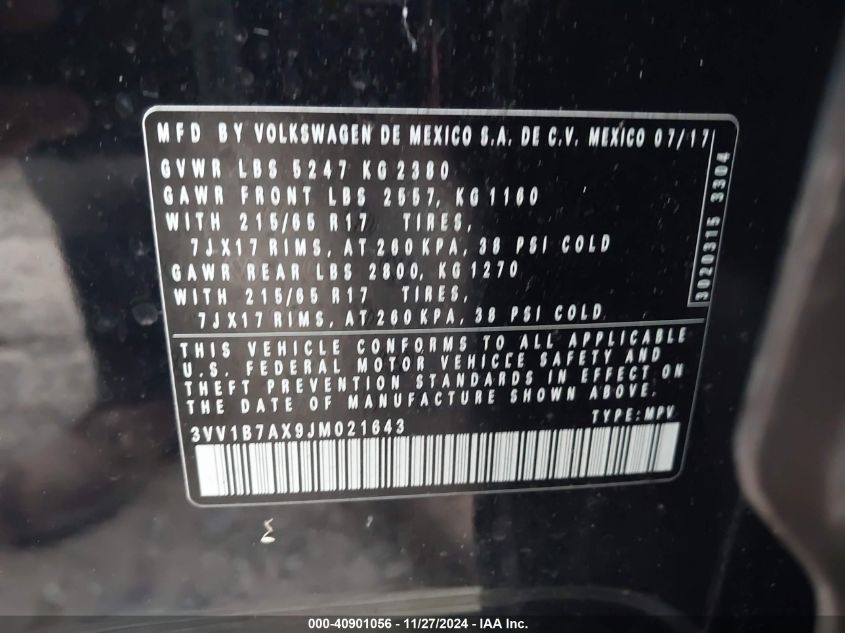 MFD BY VOLKSWAGEN DE MEXICO S.A. DE C.V. MEXICO 07/17
GVWR LBS 5247 KG 2380
GAWR FRONT LBS 2557, KG 1160
WITH 215/65 R17 TIRES,
7JX17 RIMS, AT 260 KPA, 38 PSI COLD
GAWR REAR LBS 2800, KG 1270
WITH 215/65 R17 TIRES,
7JX17 RIMS, AT 260 KPA, 38 PSI COLD
3020315 3304
THIS VEHICLE CONFORMS TO ALL APPLICABLE
U.S. FEDERAL MOTOR VEHICLE SAFETY AND
THEFT PREVENTION STANDARDS IN EFFECT ON
THE DATE OF MANUFACTURE SHOWN ABOVE.
TYPE: MPV
3VV1B7AX9JM021643
000-40901056 - 11/27/2024 - IAA Inc.